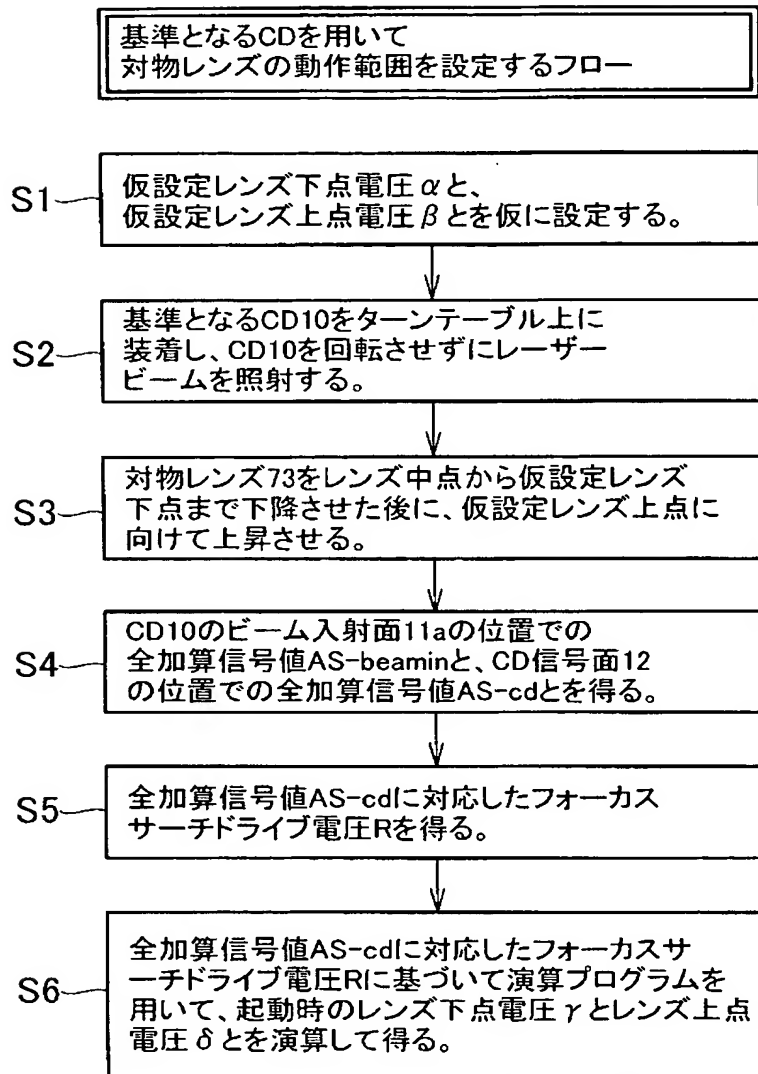 基準となるCDを用いて
対物レンズの動作範囲を設定するフロー
S1
仮設定レンズ下点電圧αと、
仮設定レンズ上点電圧βとを仮に設定する。
S2
基準となるCD10をターンテーブル上に
装着し、CD10を回転させずにレーザー
ビームを照射する。
S3
対物レンズ73をレンズ中点から仮設定レンズ
下点まで下降させた後に、仮設定レンズ上点に
向けて上昇させる。
S4
CD10のビーム入射面11aの位置での
全加算信号値AS-beaminと、CD信号面12
の位置での全加算信号値AS-cdとを得る。
S5
全加算信号値AS-cdに対応したフォーカス
サーチドライブ電圧Rを得る。
S6
全加算信号値AS-cdに対応したフォーカスサ
ーチドライブ電圧Rに基づいて演算プログラムを
用いて、起動時のレンズ下点電圧γとレンズ上点
電圧δとを演算して得る。